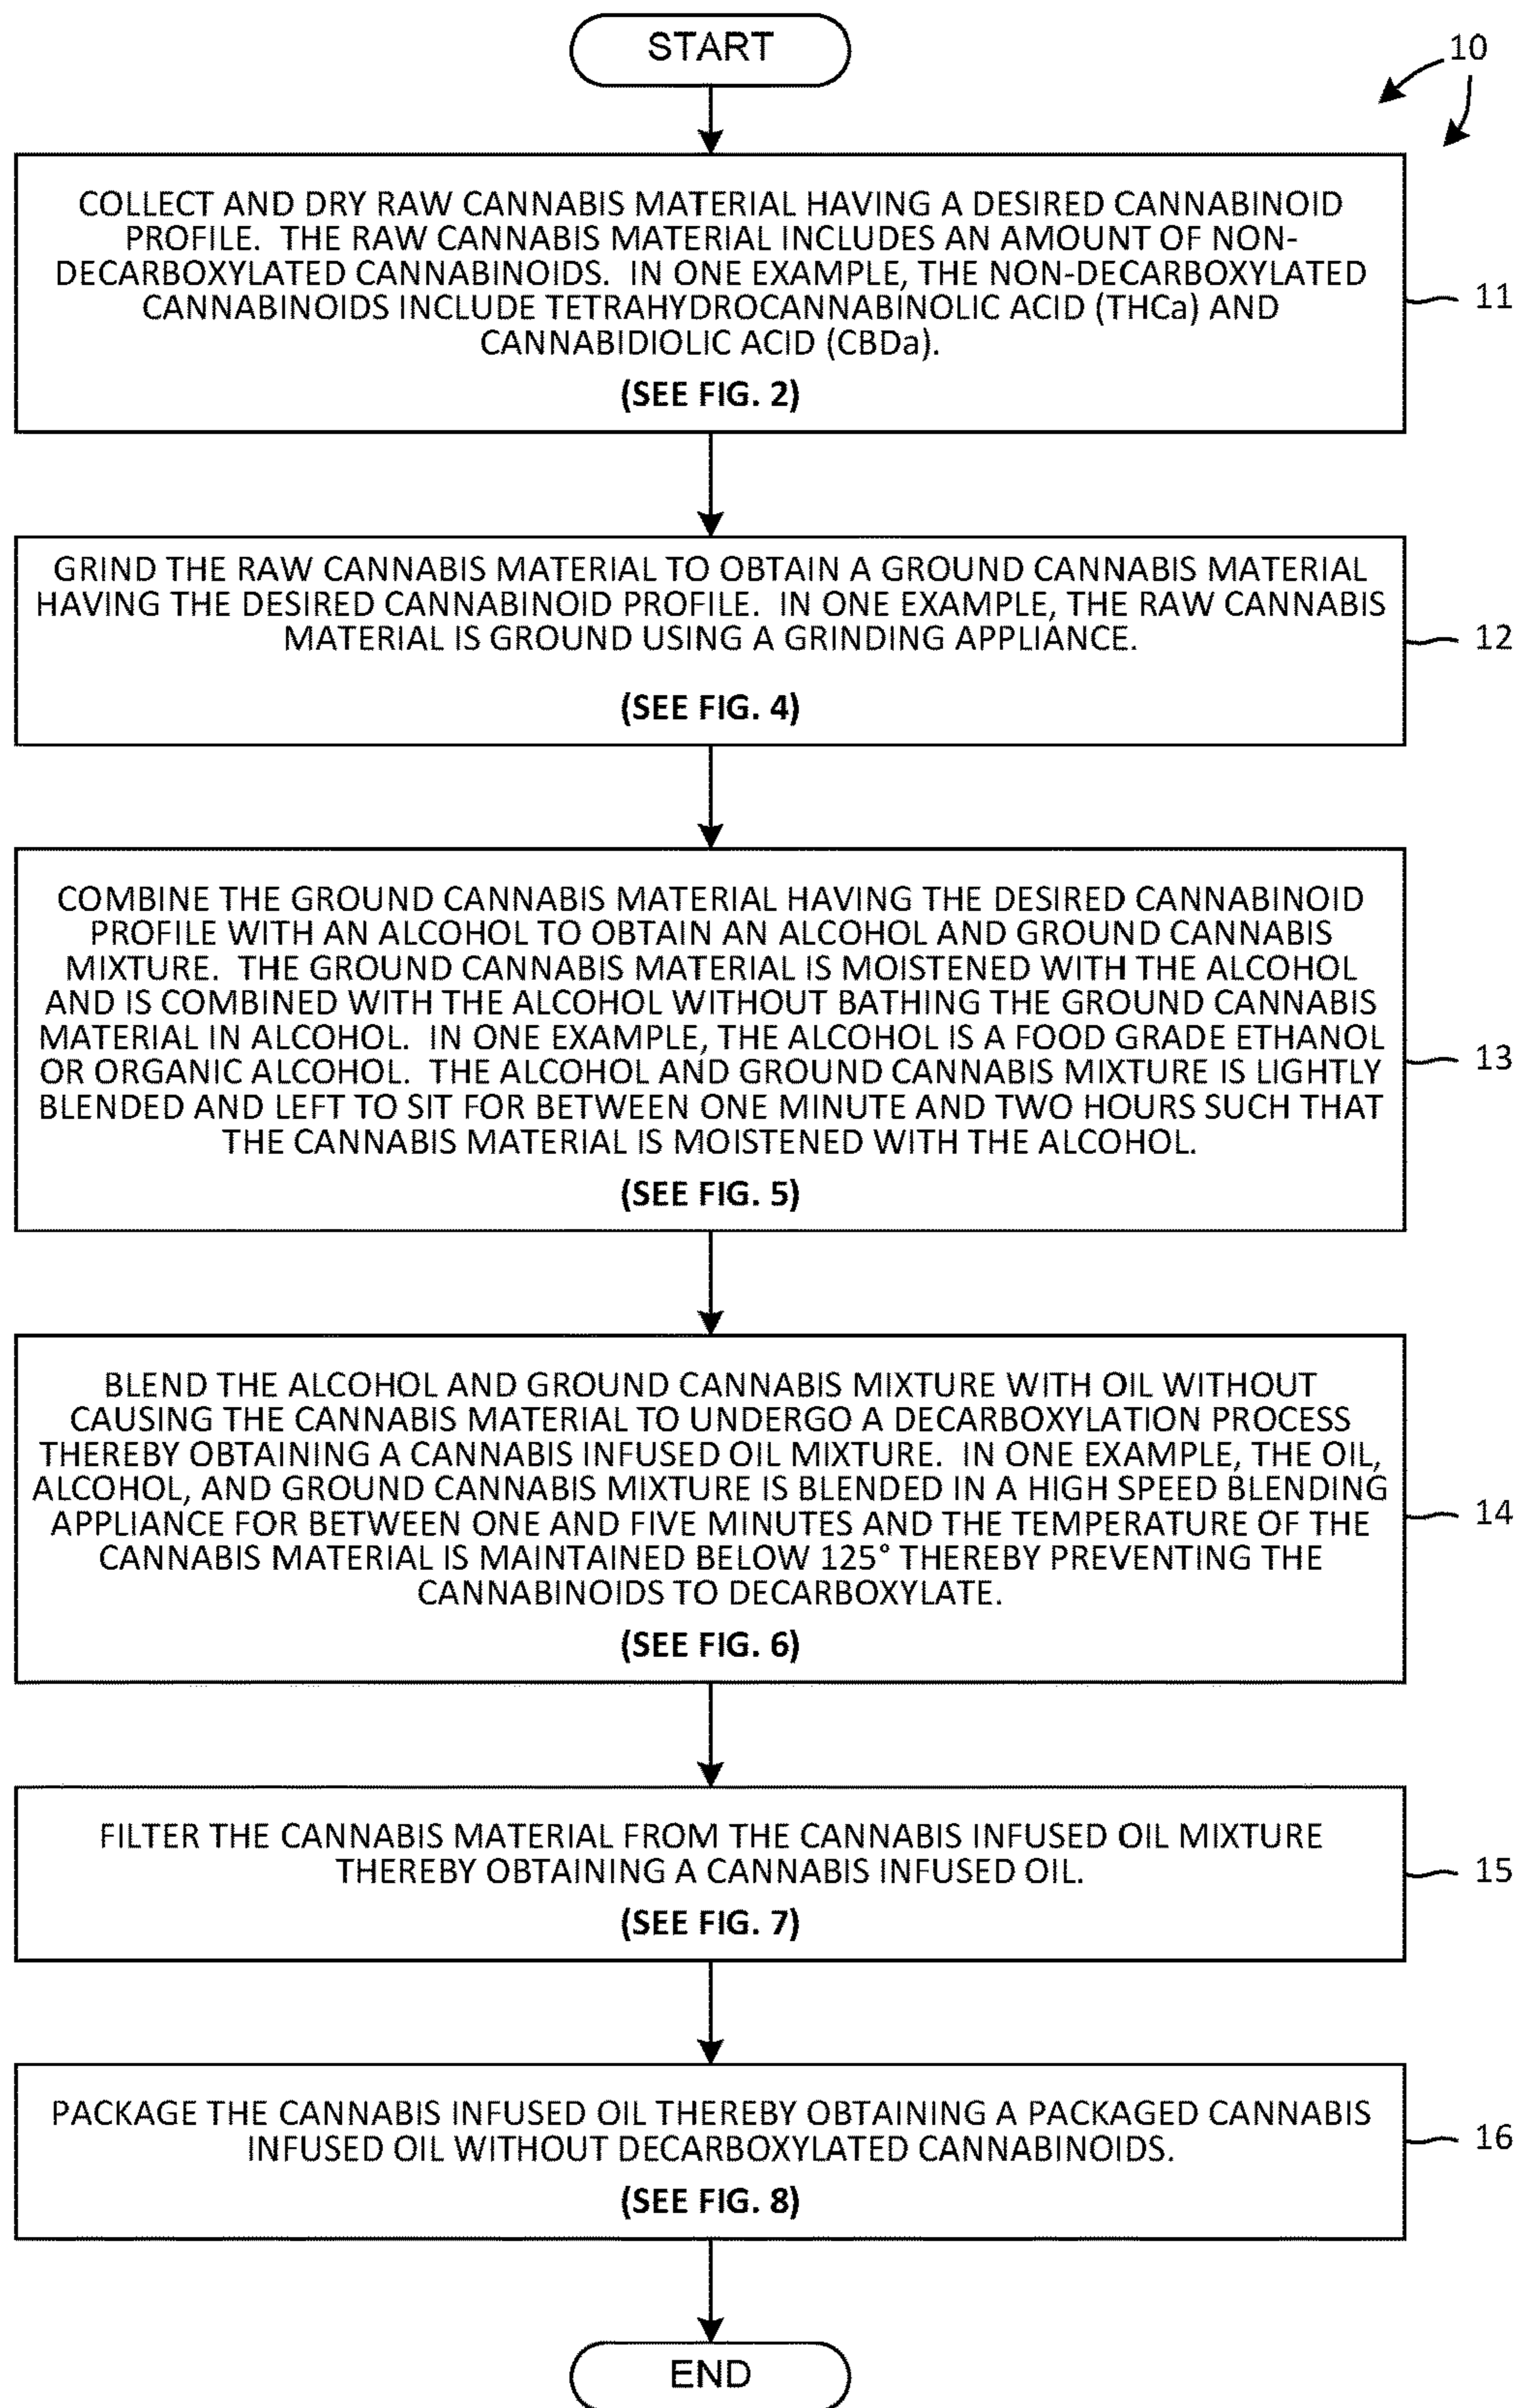 START
10
COLLECT AND DRY RAW CANNABIS MATERIAL HAVING A DESIRED CANNABINOID
PROFILE. THE RAW CANNABIS MATERIAL INCLUDES AN AMOUNT OF NON-
DECARBOXYLATED CANNABINOIDS. IN ONE EXAMPLE, THE NON-DECARBOXYLATED
CANNABINOIDS INCLUDE TETRAHYDROCANNABINOLIC ACID (THCa) AND
CANNABIDIOLIC ACID (CBDa).
(SEE FIG. 2)
11
GRIND THE RAW CANNABIS MATERIAL TO OBTAIN A GROUND CANNABIS MATERIAL
HAVING THE DESIRED CANNABINOID PROFILE. IN ONE EXAMPLE, THE RAW CANNABIS
MATERIAL IS GROUND USING A GRINDING APPLIANCE.
(SEE FIG. 4)
12
COMBINE THE GROUND CANNABIS MATERIAL HAVING THE DESIRED CANNABINOID
PROFILE WITH AN ALCOHOL TO OBTAIN AN ALCOHOL AND GROUND CANNABIS
MIXTURE. THE GROUND CANNABIS MATERIAL IS MOISTENED WITH THE ALCOHOL
AND IS COMBINED WITH THE ALCOHOL WITHOUT BATHING THE GROUND CANNABIS
MATERIAL IN ALCOHOL. IN ONE EXAMPLE, THE ALCOHOL IS A FOOD GRADE ETHANOL
OR ORGANIC ALCOHOL. THE ALCOHOL AND GROUND CANNABIS MIXTURE IS LIGHTLY
BLENDED AND LEFT TO SIT FOR BETWEEN ONE MINUTE AND TWO HOURS SUCH THAT
THE CANNABIS MATERIAL IS MOISTENED WITH THE ALCOHOL.
(SEE FIG. 5)
13
BLEND THE ALCOHOL AND GROUND CANNABIS MIXTURE WITH OIL WITHOUT
CAUSING THE CANNABIS MATERIAL TO UNDERGO A DECARBOXYLATION PROCESS
THEREBY OBTAINING A CANNABIS INFUSED OIL MIXTURE. IN ONE EXAMPLE, THE OIL,
ALCOHOL, AND GROUND CANNABIS MIXTURE IS BLENDED IN A HIGH SPEED BLENDING
APPLIANCE FOR BETWEEN ONE AND FIVE MINUTES AND THE TEMPERATURE OF THE
CANNABIS MATERIAL IS MAINTAINED BELOW 125° THEREBY PREVENTING THE
CANNABINOIDS TO DECARBOXYLATE.
(SEE FIG. 6)
14
FILTER THE CANNABIS MATERIAL FROM THE CANNABIS INFUSED OIL MIXTURE
THEREBY OBTAINING A CANNABIS INFUSED OIL.
(SEE FIG. 7)
15
PACKAGE THE CANNABIS INFUSED OIL THEREBY OBTAINING A PACKAGED CANNABIS
INFUSED OIL WITHOUT DECARBOXYLATED CANNABINOIDS.
(SEE FIG. 8)
16
END